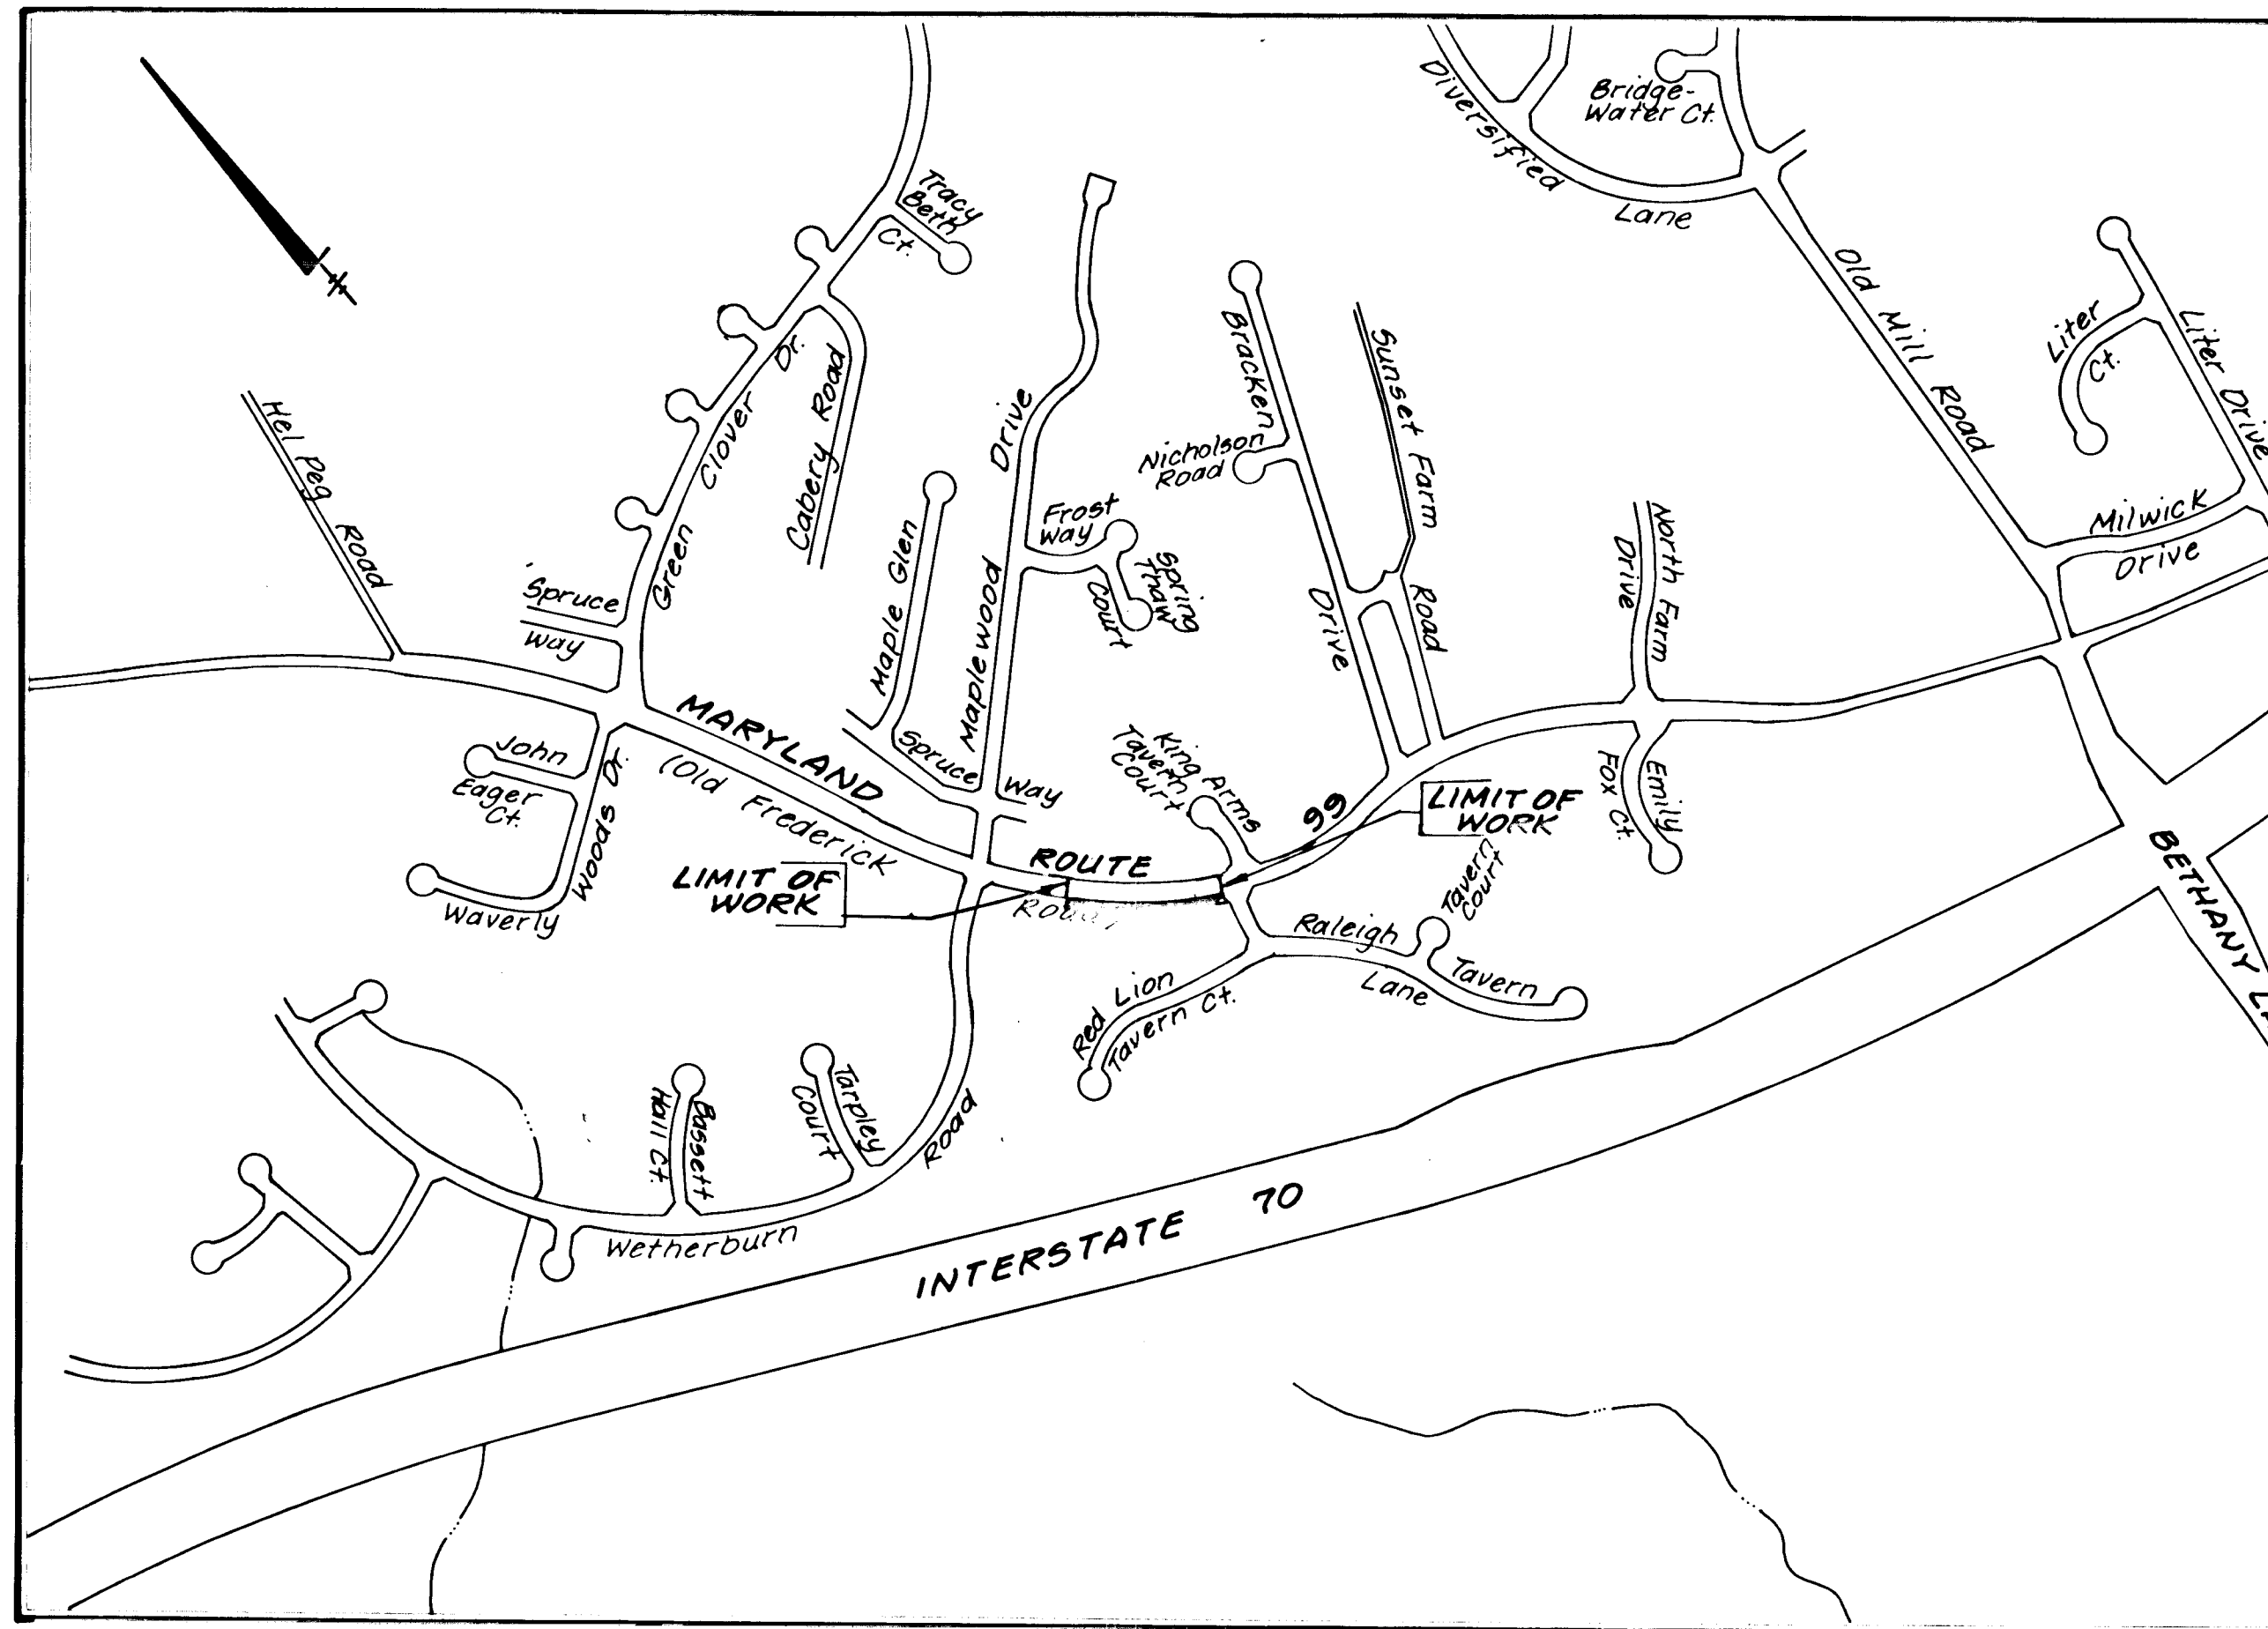 Bridge-
Water Ct.
Diversified
Lane
Tracy
Beth
Ct.
Old Mill Road
Liter
Ct.
Liter Drive
Green Clover Dr.
Cabery Road
Hel Peg Road
Bracken
Drive
Nicholson
Road
Sunset Farm
Road
Maplewood Drive
Maple Glen
Frost
Way
Spring
Thaw
Court
Milwick
Drive
North Farm
Drive
Spruce
Way
Spruce Way
MARYLAND ROUTE 99
(Old Frederick
John
Eager
Ct.
Waverly Woods Dr.
King Arms
Tavern
Court
LIMIT OF
WORK
LIMIT OF
WORK
Emily
Fox Ct.
Tavern
Court
Raleigh Tavern
Lane
Red Lion
Tavern Ct.
BETHANY
Tarpley
Court
Bassett
Hall Ct.
Wetherburn Road
INTERSTATE 70